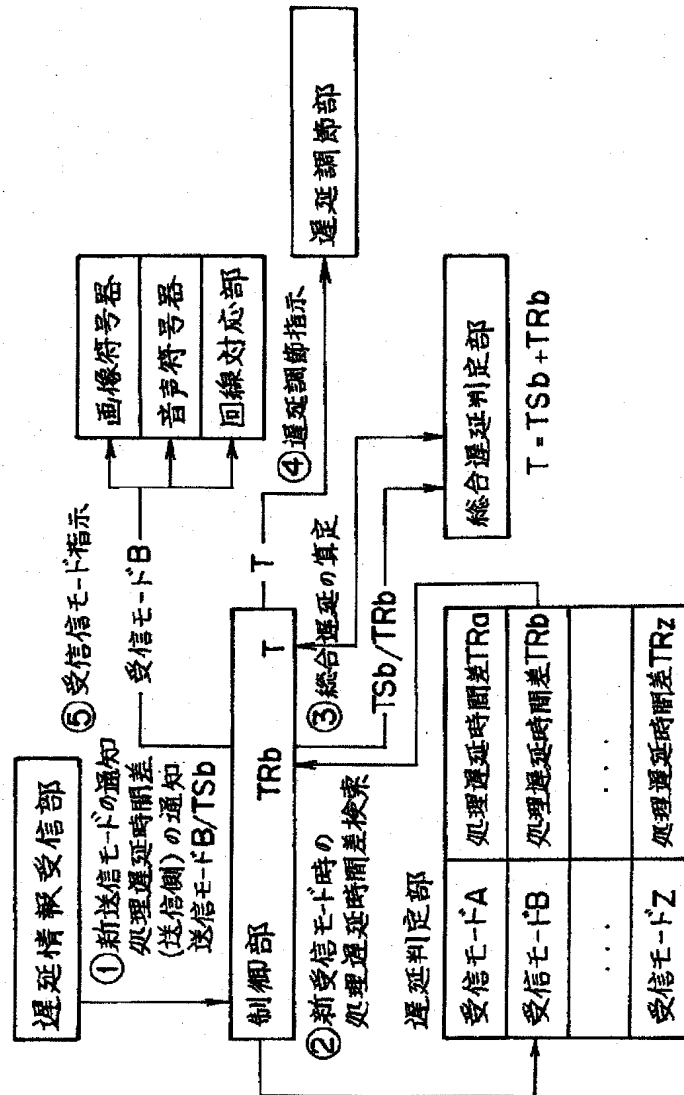 遅延情報受信部
①新送信モードの通知
処理遅延時間差
(送信側)の通知
送信モードB/TSb
⑤受信信モード指示
受信モードB
画像符号器
音声符号器
回線対応部
制御部
TRb
T
T
④遅延調節指示
遅延調節部
②新受信モード時の
処理遅延時間差検索
③総合遅延の算定
TSb/TRb
総合遅延判定部
T=TSb+TRb
遅延判定部
受信モードA
処理遅延時間差TRa
受信モードB
処理遅延時間差TRb
...
...
受信モードZ
処理遅延時間差TRz